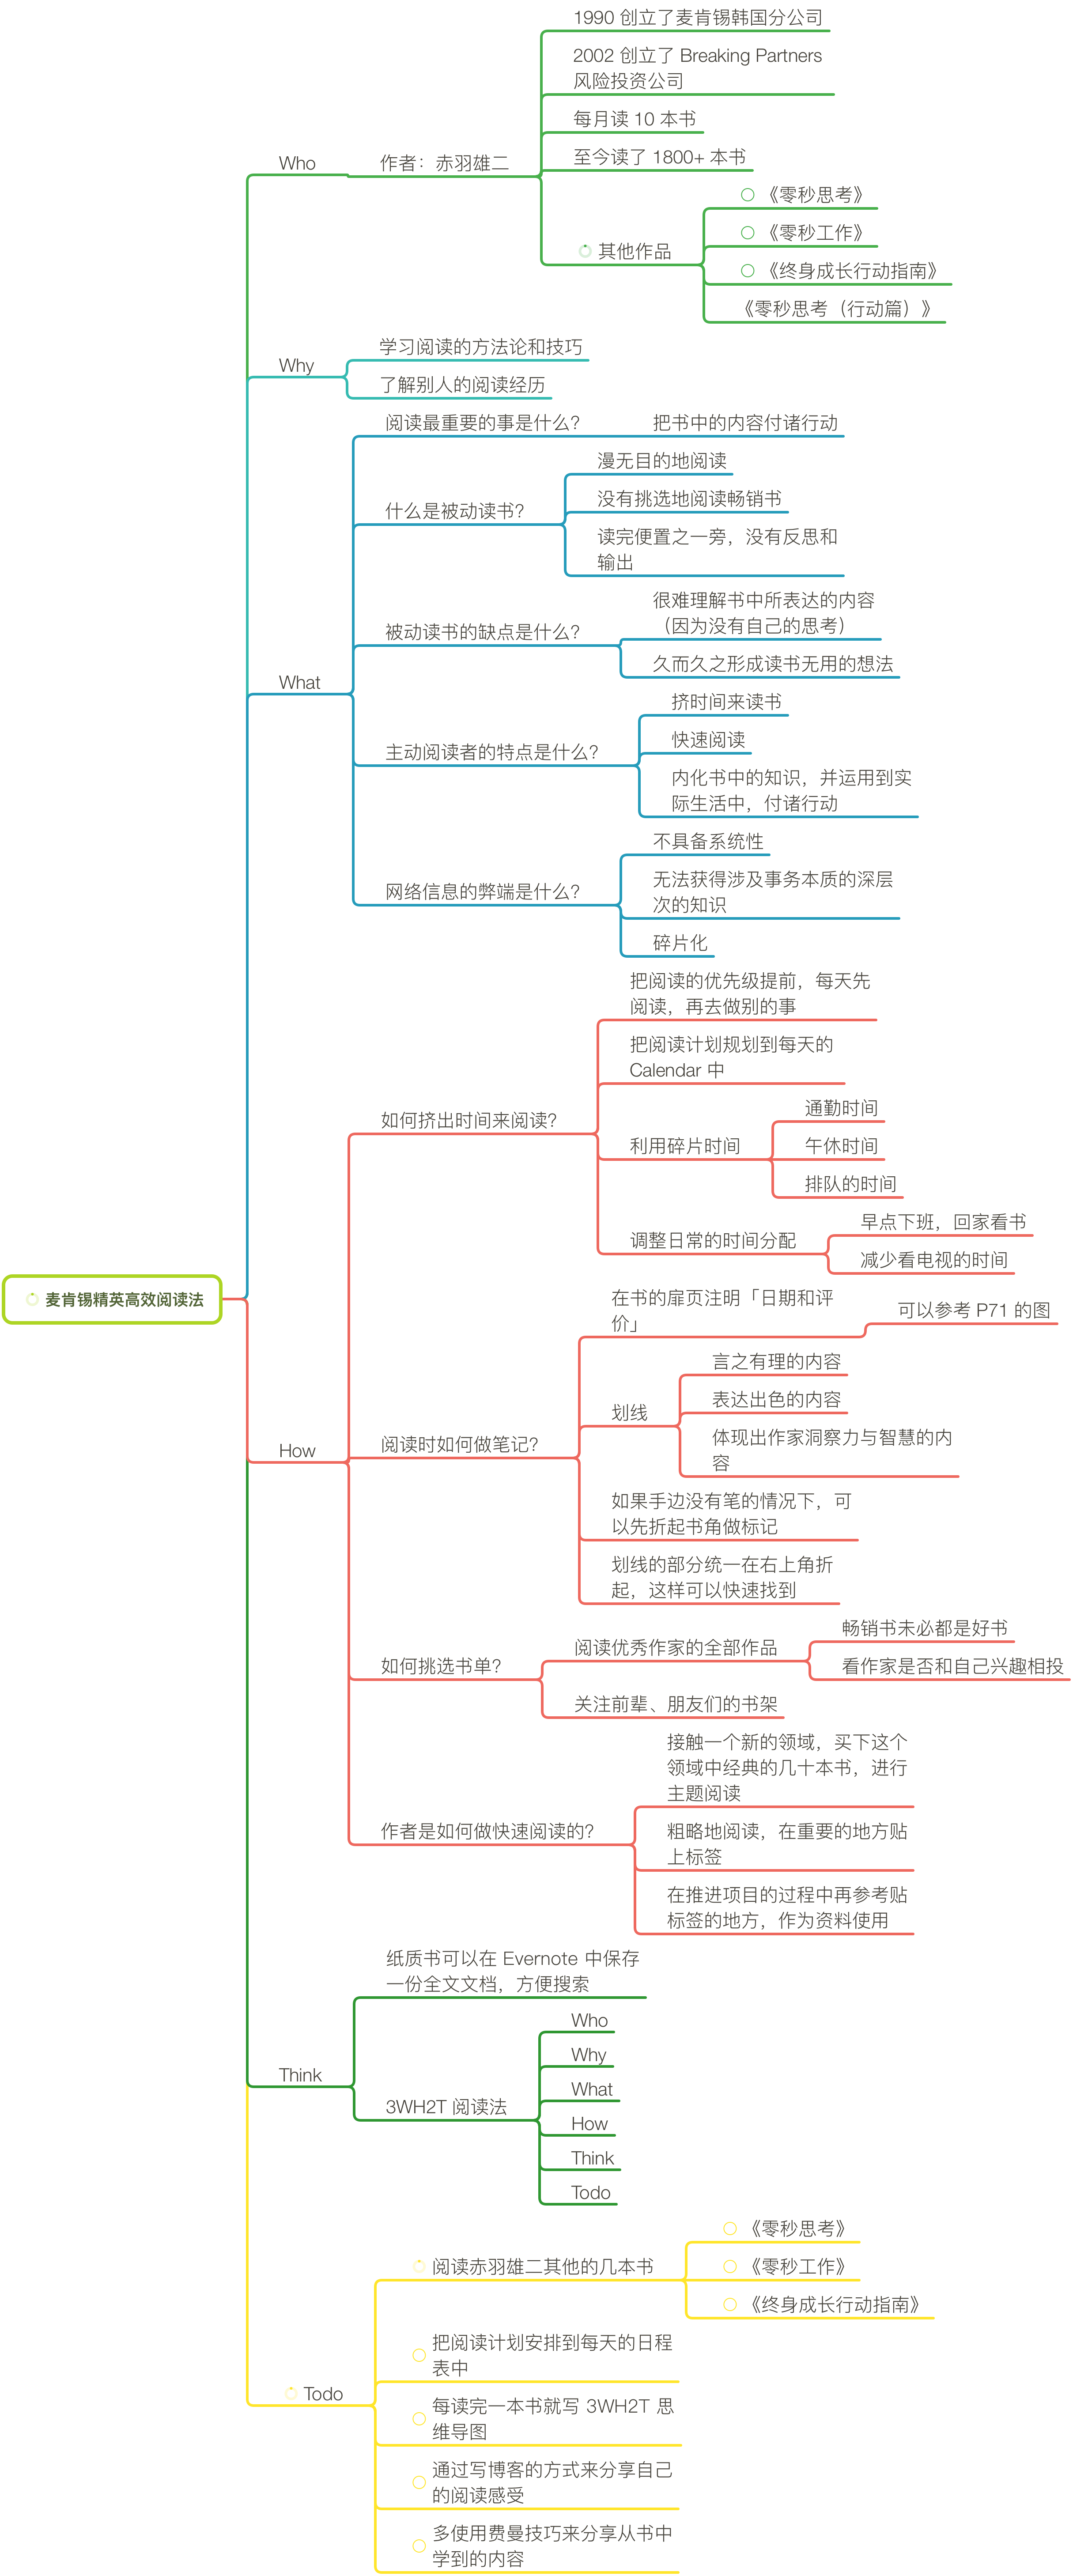 麦肯锡精英高效阅读法
Who
作者：赤羽雄二
1990 创立了麦肯锡韩国分公司
2002 创立了 Breaking Partners
风险投资公司
每月读 10 本书
至今读了 1800+ 本书
其他作品
《零秒思考》
《零秒工作》
《终身成长行动指南》
《零秒思考（行动篇）》
Why
学习阅读的方法论和技巧
了解别人的阅读经历
What
阅读最重要的事是什么？
把书中的内容付诸行动
什么是被动读书？
漫无目的地阅读
没有挑选地阅读畅销书
读完便置之一旁，没有反思和
输出
被动读书的缺点是什么？
很难理解书中所表达的内容
（因为没有自己的思考）
久而久之形成读书无用的想法
主动阅读者的特点是什么？
挤时间来读书
快速阅读
内化书中的知识，并运用到实
际生活中，付诸行动
网络信息的弊端是什么？
不具备系统性
无法获得涉及事务本质的深层
次的知识
碎片化
How
如何挤出时间来阅读？
把阅读的优先级提前，每天先
阅读，再去做别的事
把阅读计划规划到每天的
Calendar 中
利用碎片时间
通勤时间
午休时间
排队的时间
调整日常的时间分配
早点下班，回家看书
减少看电视的时间
阅读时如何做笔记？
在书的扉页注明「日期和评
价」
可以参考 P71 的图
划线
言之有理的内容
表达出色的内容
体现出作家洞察力与智慧的内
容
如果手边没有笔的情况下，可
以先折起书角做标记
划线的部分统一在右上角折
起，这样可以快速找到
如何挑选书单？
阅读优秀作家的全部作品
畅销书未必都是好书
看作家是否和自己兴趣相投
关注前辈、朋友们的书架
作者是如何做快速阅读的？
接触一个新的领域，买下这个
领域中经典的几十本书，进行
主题阅读
粗略地阅读，在重要的地方贴
上标签
在推进项目的过程中再参考贴
标签的地方，作为资料使用
Think
纸质书可以在 Evernote 中保存
一份全文文档，方便搜索
3WH2T 阅读法
Who
Why
What
How
Think
Todo
Todo
阅读赤羽雄二其他的几本书
《零秒思考》
《零秒工作》
《终身成长行动指南》
把阅读计划安排到每天的日程
表中
每读完一本书就写 3WH2T 思
维导图
通过写博客的方式来分享自己
的阅读感受
多使用费曼技巧来分享从书中
学到的内容